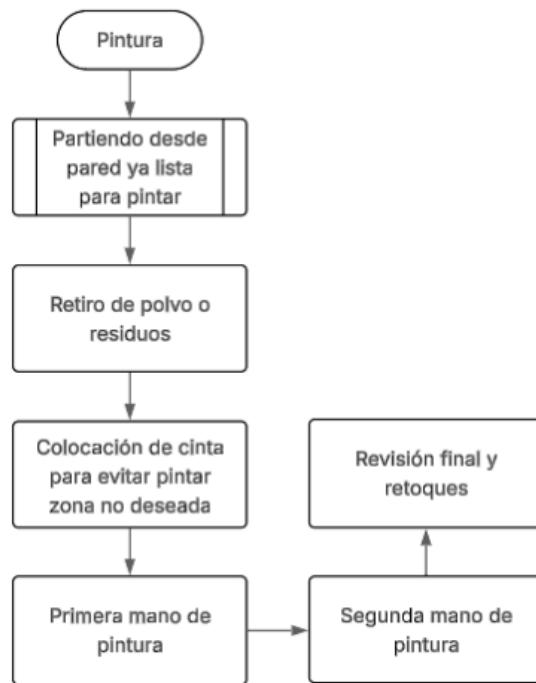 Pintura
Partiendo desde
pared ya lista
para pintar
Retiro de polvo o
residuos
Colocación de cinta
para evitar pintar
zona no deseada
Primera mano de
pintura
Segunda mano de
pintura
Revisión final y
retoques